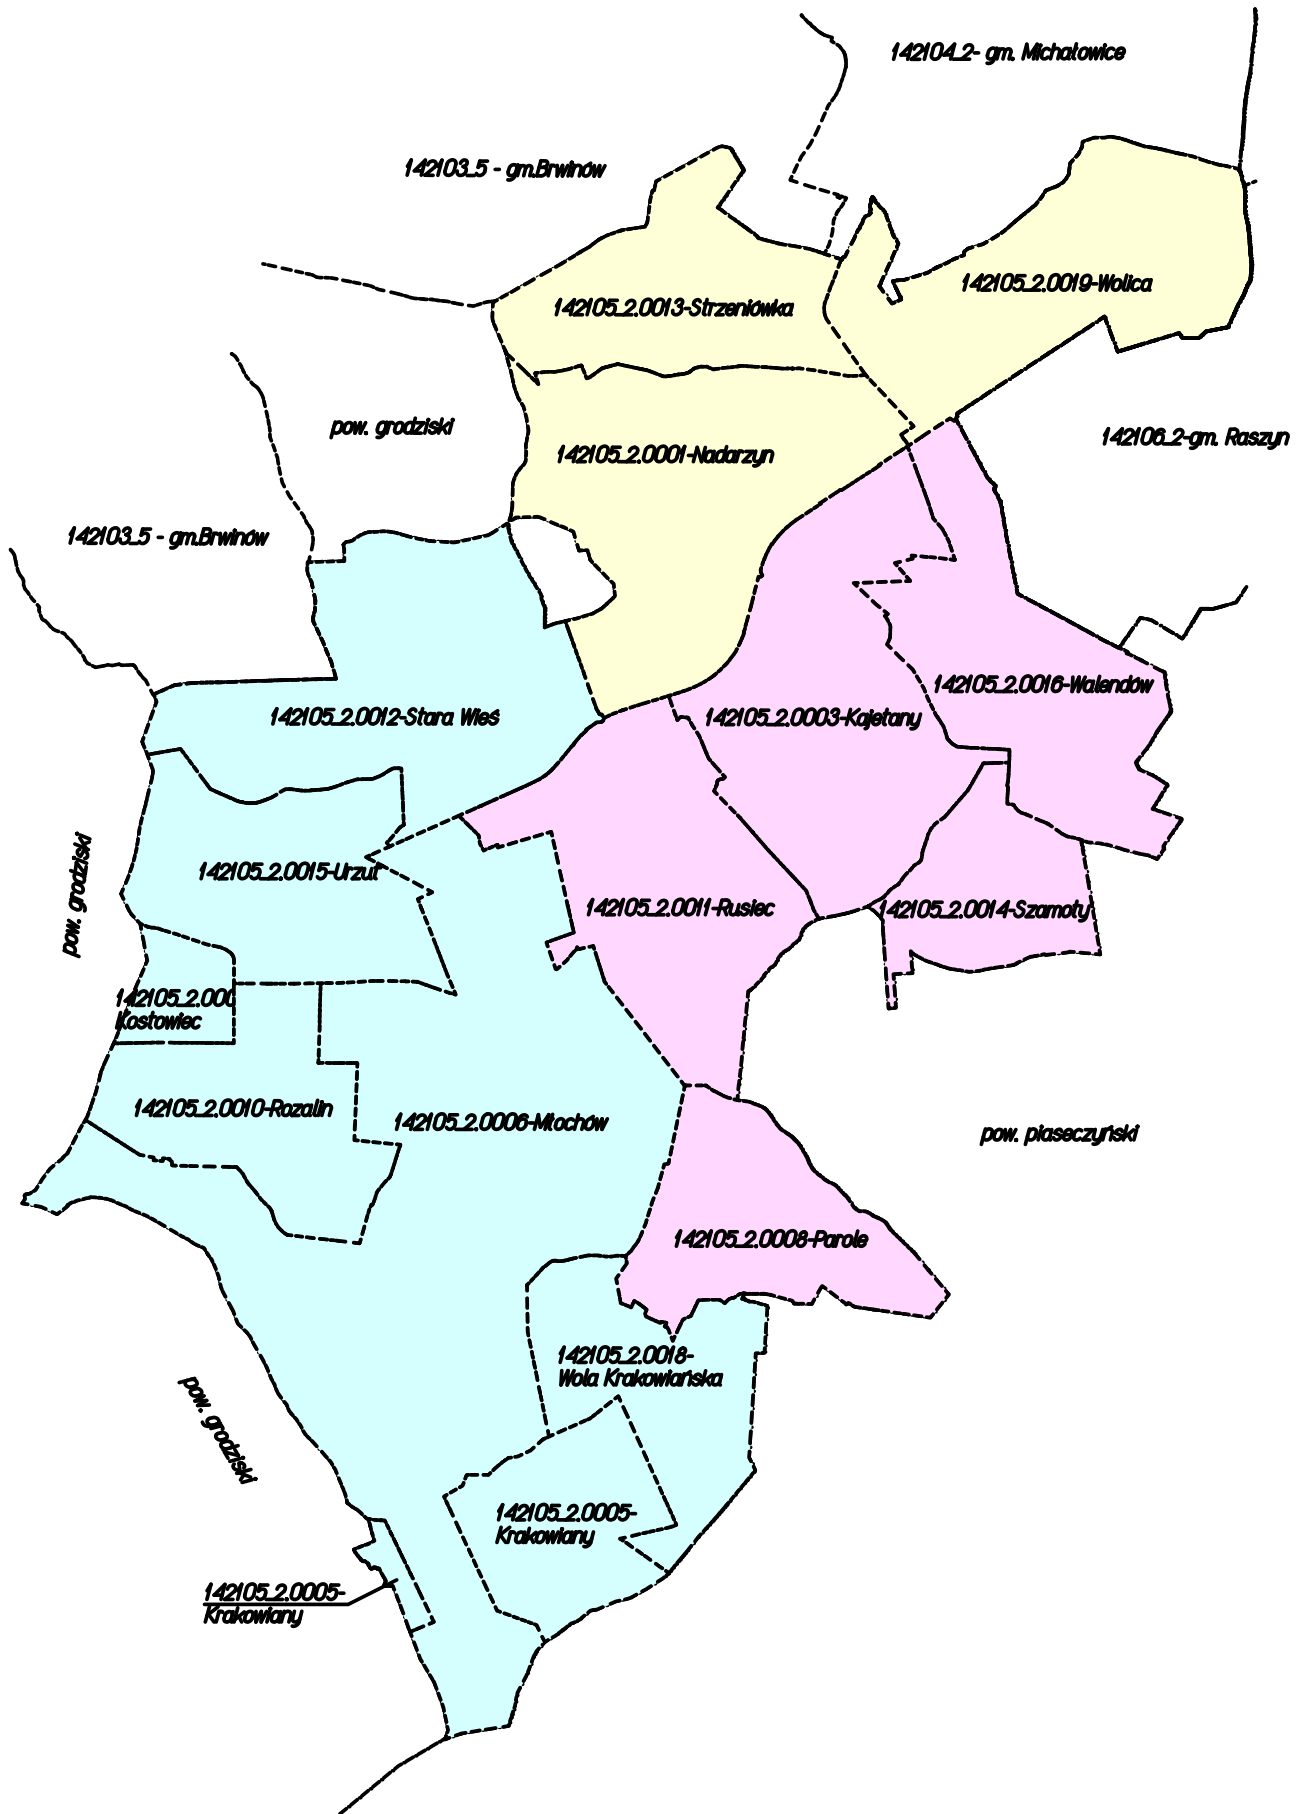 142104_2- gm. Michałowice
142103_5 - gm.Brwinów
142105_2.0019-Wolica
142105_2.0013-Strzeniówka
pow. grodziski
142106_2-gm. Raszyn
142105_2.0001-Nadarzyn
142103_5 - gm.Brwinów
142105_2.0016-Walendów
142105_2.0012-Stara Wieś
142105_2.0003-Kajetany
pow. grodziski
142105_2.0015-Urzut
142105_2.0011-Rusiec
142105_2.0014-Szamoty
142105_2.000
Kostowiec
142105_2.0010-Rozalin
142105_2.0006-Młochów
pow. piaseczyński
142105_2.0008-Parole
142105_2.0018-
Wola Krakowiańska
pow. grodziski
142105_2.0005-
Krakowiany
142105_2.0005-
Krakowiany